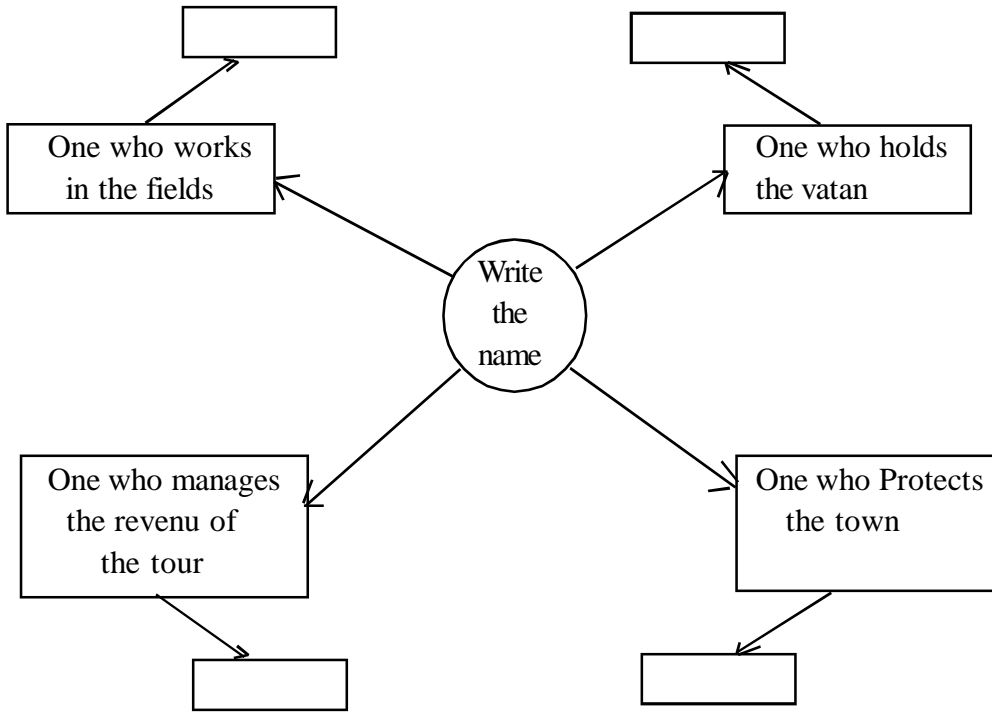 One who works
in the fields
One who holds
the vatan
Write
the
name
One who manages
the revenu of
the tour
One who Protects
the town